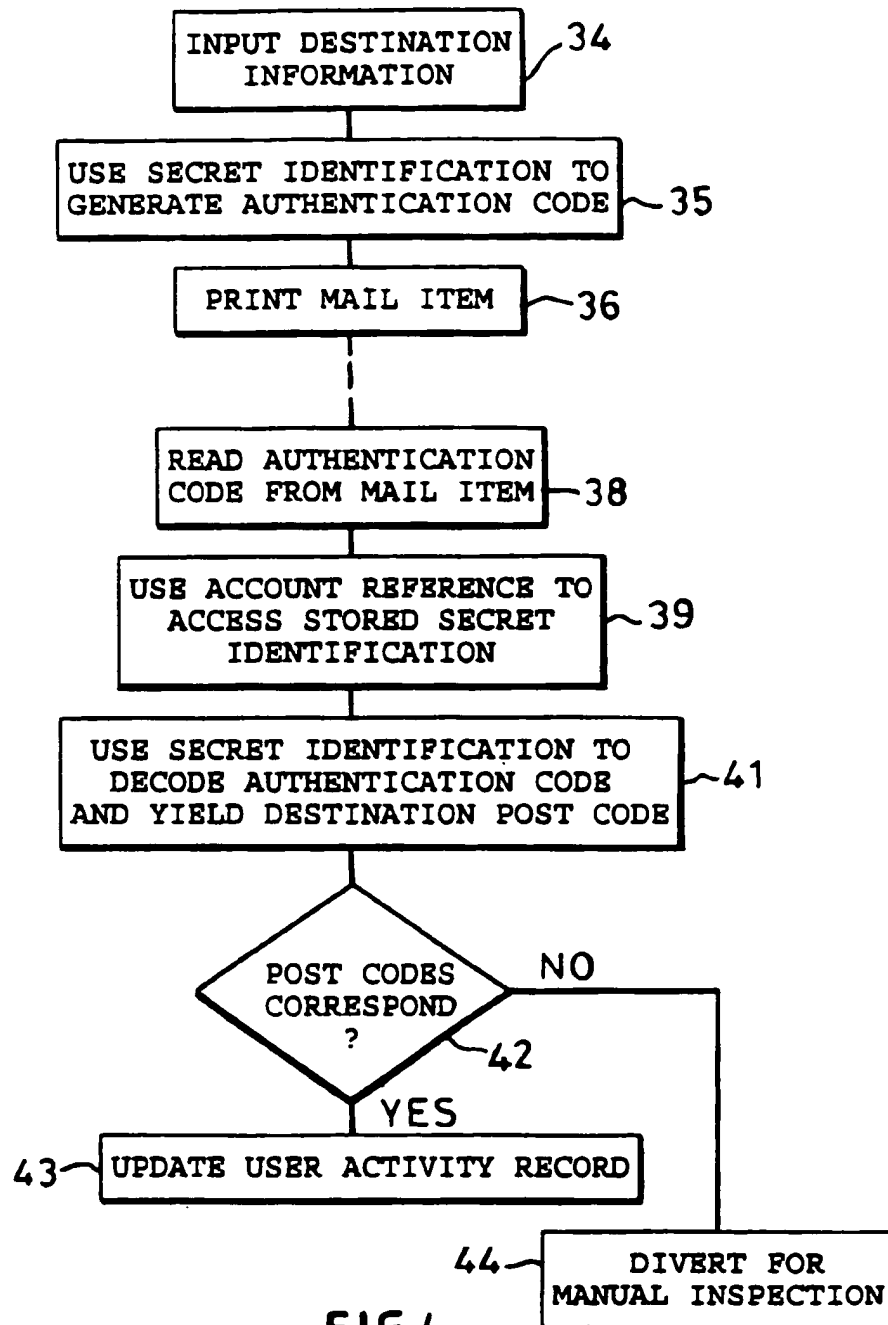 INPUT DESTINATION
INFORMATION
34
USE SECRET IDENTIFICATION TO
GENERATE AUTHENTICATION CODE
35
PRINT MAIL ITEM
36
READ AUTHENTICATION
CODE FROM MAIL ITEM
38
USE ACCOUNT REFERENCE TO
ACCESS STORED SECRET
IDENTIFICATION
39
USE SECRET IDENTIFICATION TO
DECODE AUTHENTICATION CODE
AND YIELD DESTINATION POST CODE
41
POST CODES
CORRESPOND
?
42
NO
YES
43
UPDATE USER ACTIVITY RECORD
44
DIVERT FOR
MANUAL INSPECTION